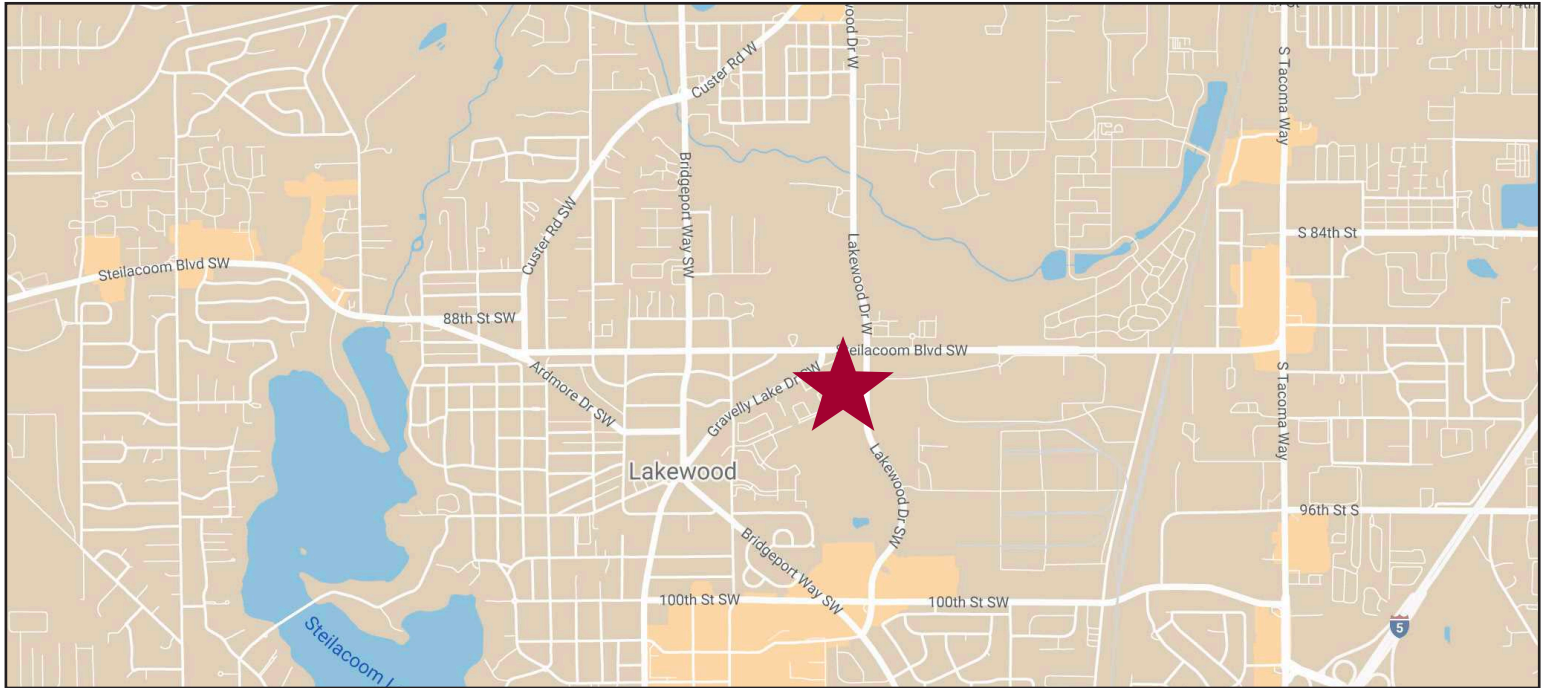 Custer Rd W
S Tacoma Way
Bridgeport Way SW
Custer Rd SW
S 84th St
Lakewood Dr W
Steilacoom Blvd SW
88th St SW
Steilacoom Blvd SW
Ardmore Dr SW
Gravelly Lake Dr SW
S Tacoma Way
Lakewood
Lakewood Dr SW
96th St S
Bridgeport Way SW
100th St SW
100th St SW
Steilacoom
5